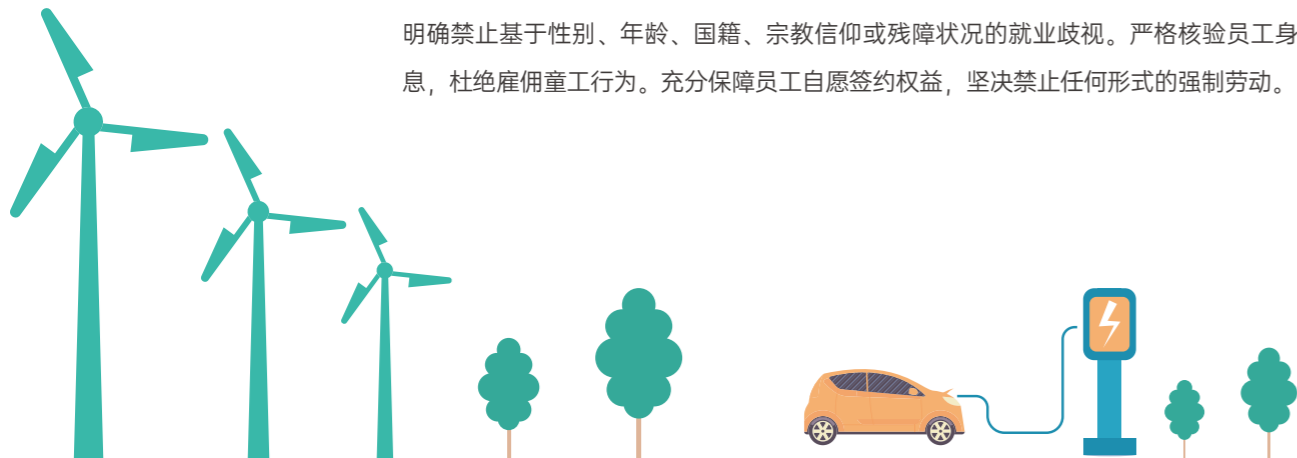 明确禁止基于性别、年龄、国籍、宗教信仰或残障状况的就业歧视。严格核验员工身
息，杜绝雇佣童工行为。充分保障员工自愿签约权益，坚决禁止任何形式的强制劳动。